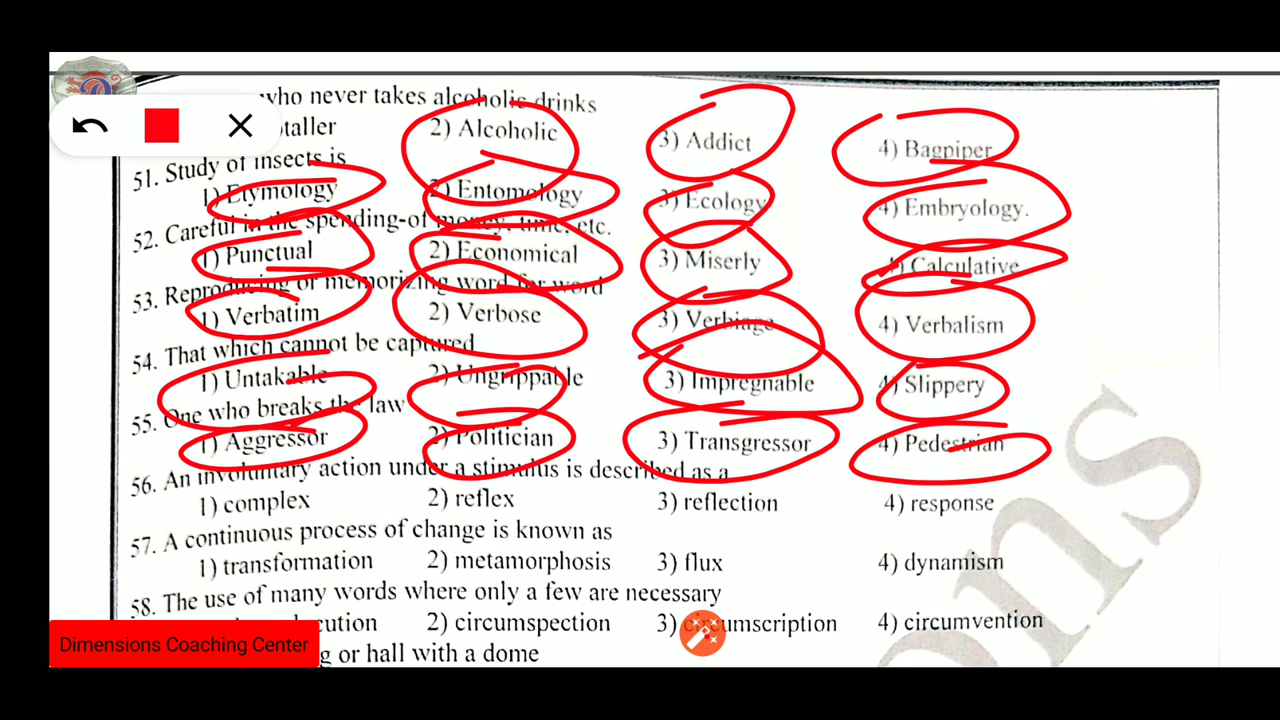 who never takes alcoholic drinks
taller 2) Alcoholic 3) Addict 4) Bagpiper
51. Study of insects is
1) Etymology 2) Entomology 3) Ecology 4) Embryology.
52. Careful in the spending-of money, time, etc.
1) Punctual 2) Economical 3) Miserly 4) Calculative
53. Reproducing or memorizing word for word
1) Verbatim 2) Verbose 3) Verbiage 4) Verbalism
54. That which cannot be captured
1) Untakable 2) Ungrippable 3) Impregnable 4) Slippery
55. One who breaks the law
1) Aggressor 2) Politician 3) Transgressor 4) Pedestrian
56. An involuntary action under a stimulus is described as a
1) complex 2) reflex 3) reflection 4) response
57. A continuous process of change is known as
1) transformation 2) metamorphosis 3) flux 4) dynamism
58. The use of many words where only a few are necessary
cution 2) circumspection 3) circumscription 4) circumvention
g or hall with a dome
Dimensions Coaching Center
ons